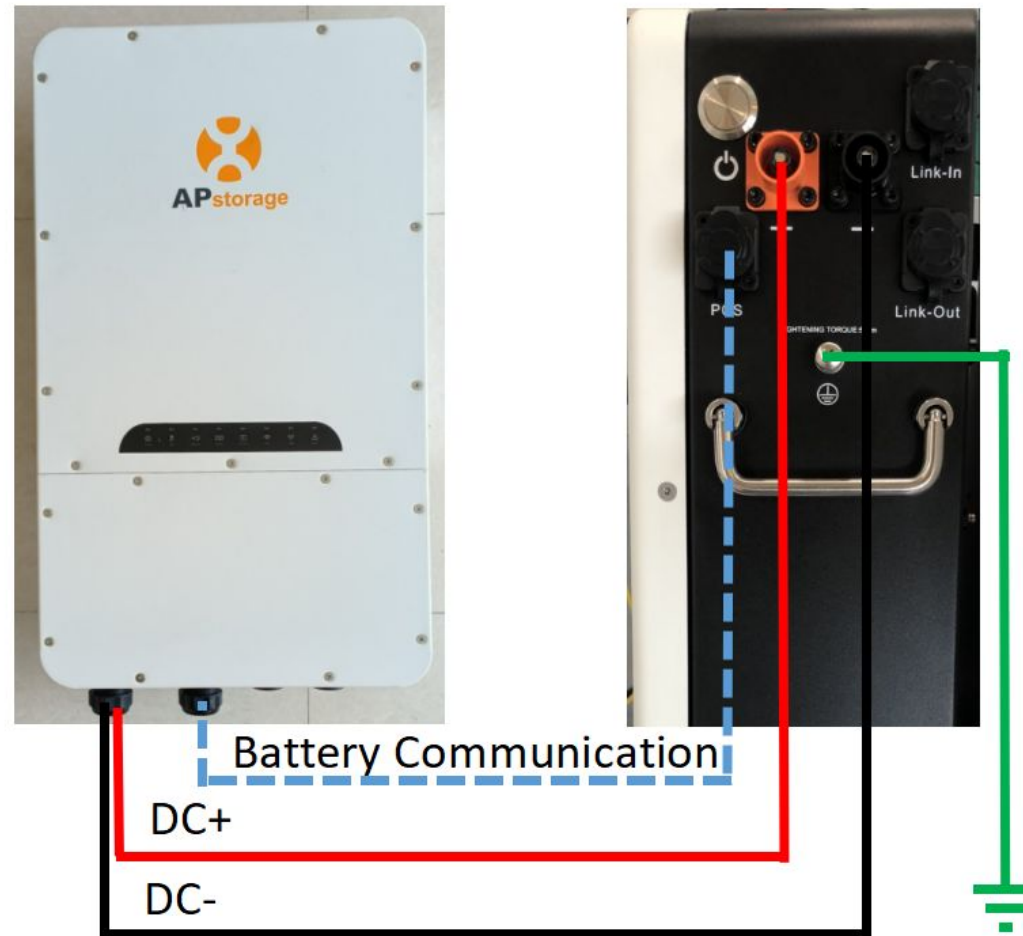 APstorage
Link-In
PCS
Link-Out
Battery Communication
DC+
DC-